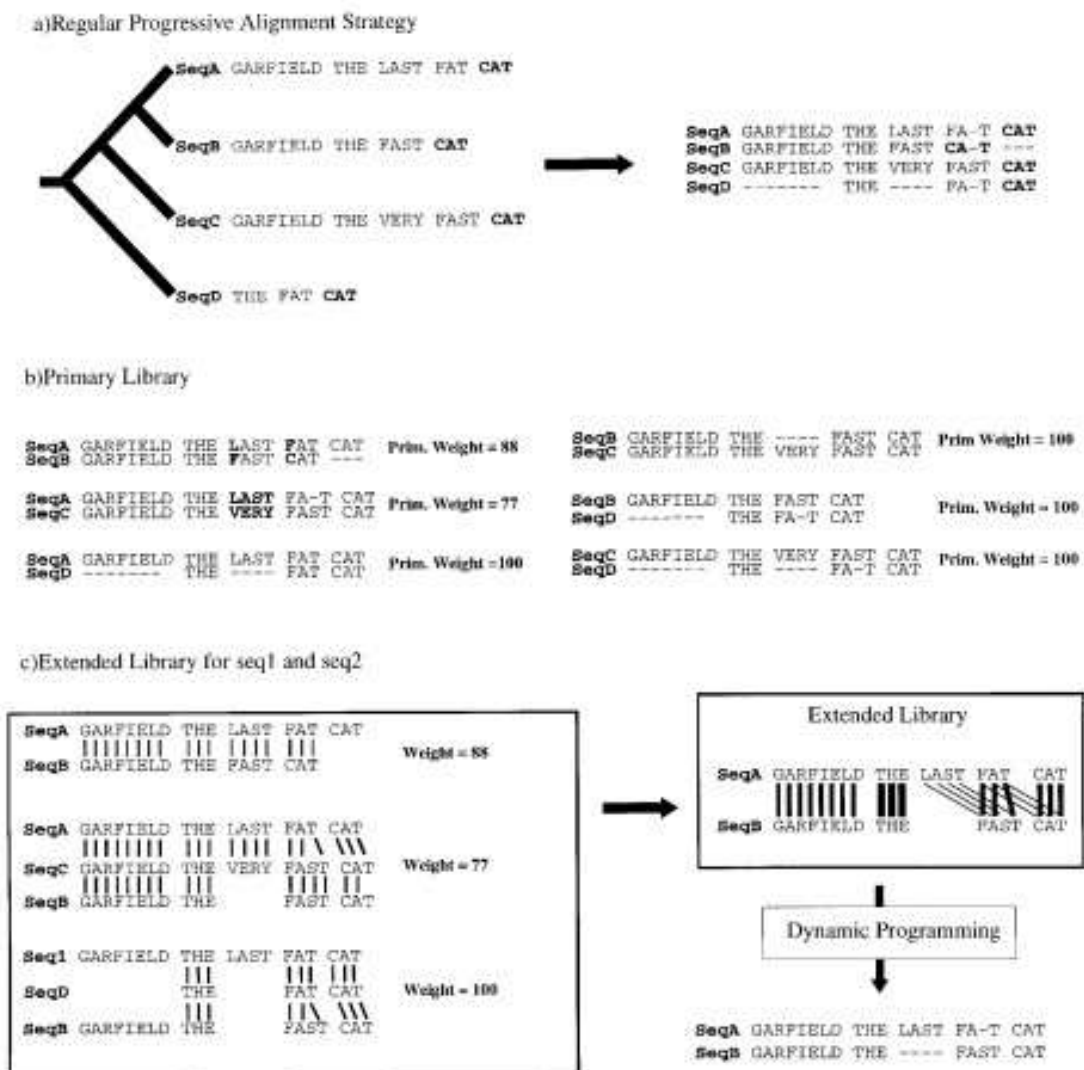 a)Regular Progressive Alignment Strategy
SeqA GARFIELD THE LAST FAT CAT
SeqB GARFIELD THE FAST CAT
SeqC GARFIELD THE VERY FAST CAT
SeqD THE FAT CAT
SeqA GARFIELD THE LAST FA-T CAT
SeqB GARFIELD THE FAST CA-T ---
SeqC GARFIELD THE VERY FAST CAT
SeqD ------- THE ---- FA-T CAT
b)Primary Library
SeqA GARFIELD THE LAST FAT CAT Prim. Weight = 88
SeqB GARFIELD THE FAST CAT ---
SeqA GARFIELD THE LAST FA-T CAT Prim. Weight = 77
SeqC GARFIELD THE VERY FAST CAT
SeqA GARFIELD THE LAST FAT CAT Prim. Weight =100
SeqD ------- THE ---- FAT CAT
SeqB GARFIELD THE ---- FAST CAT Prim Weight = 100
SeqC GARFIELD THE VERY FAST CAT
SeqB GARFIELD THE FAST CAT Prim. Weight = 100
SeqD ------- THE FA-T CAT
SeqC GARFIELD THE VERY FAST CAT Prim. Weight = 100
SeqD ------- THE ---- FA-T CAT
c)Extended Library for seq1 and seq2
SeqA GARFIELD THE LAST FAT CAT
Weight = 88
SeqB GARFIELD THE FAST CAT
SeqA GARFIELD THE LAST FAT CAT
SeqC GARFIELD THE VERY FAST CAT Weight = 77
SeqB GARFIELD THE FAST CAT
Seq1 GARFIELD THE LAST FAT CAT
SeqD THE FAT CAT Weight = 100
SeqB GARFIELD THE FAST CAT
Extended Library
SeqA GARFIELD THE LAST FAT CAT
SeqB GARFIELD THE FAST CAT
Dynamic Programming
SeqA GARFIELD THE LAST FA-T CAT
SeqB GARFIELD THE ---- FAST CAT